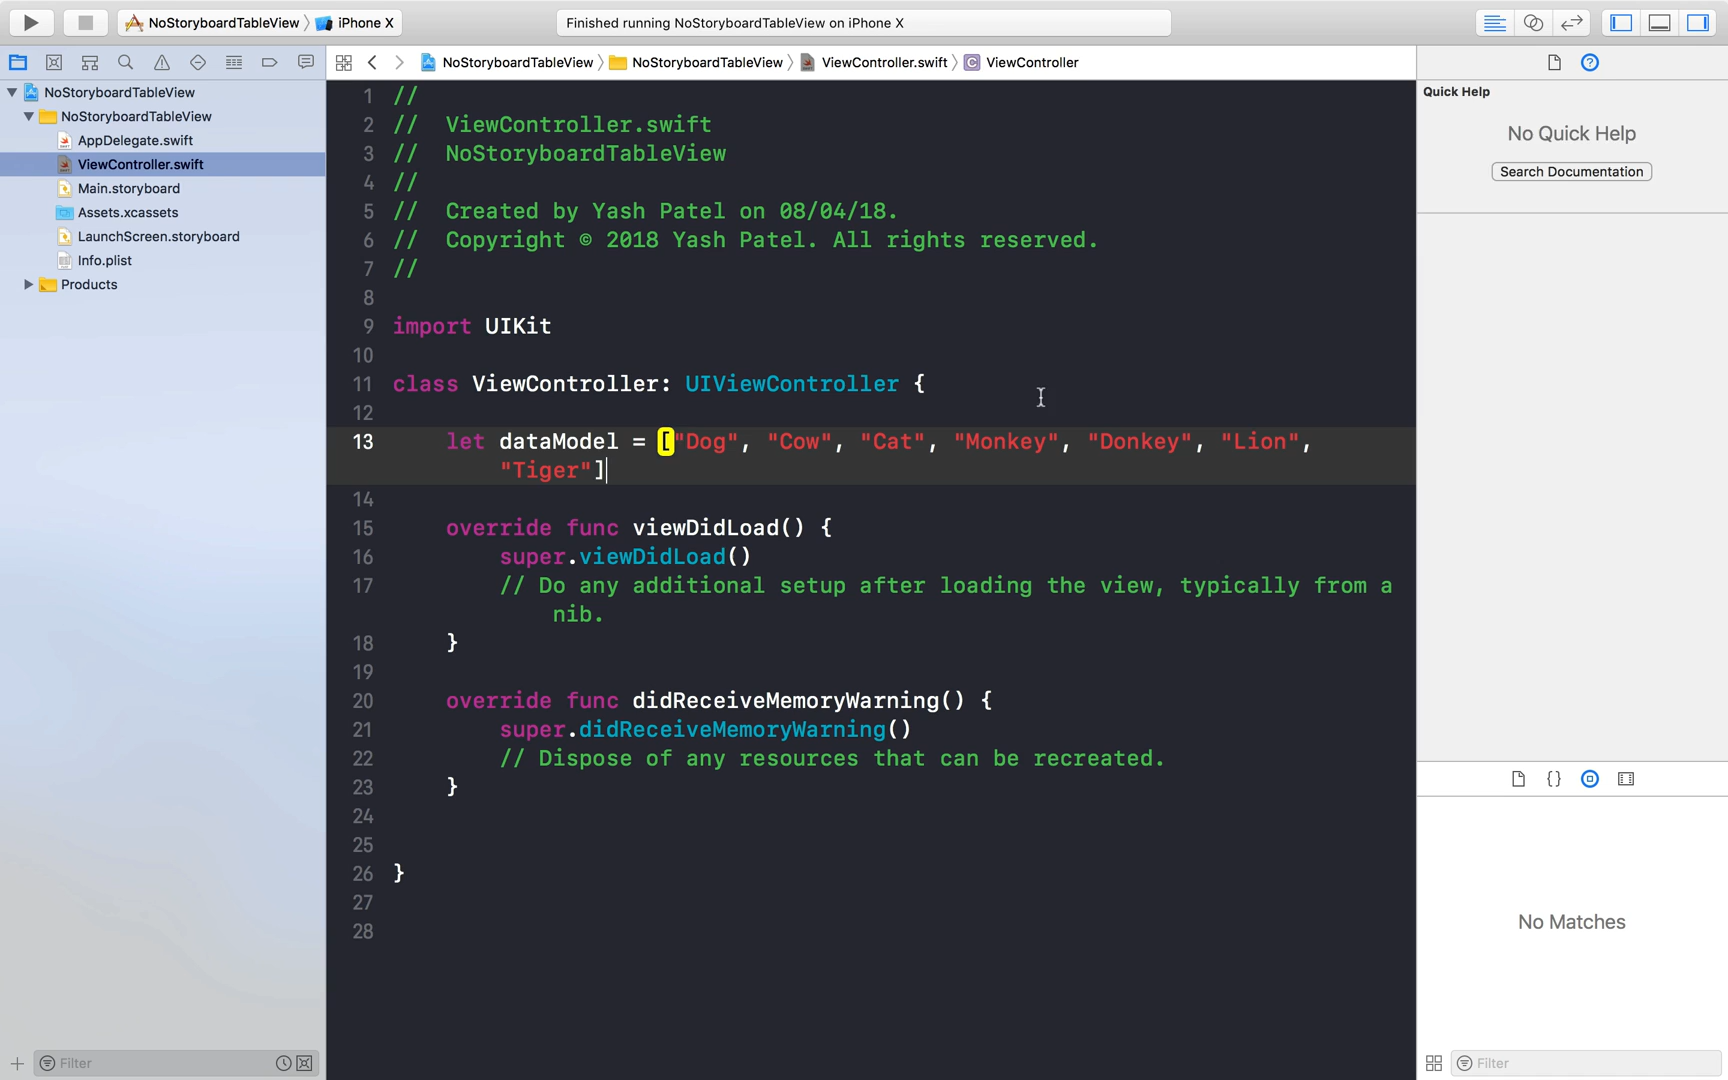 NoStoryboardTableView
iPhone X
Finished running NoStoryboardTableView on iPhone X
NoStoryboardTableView
NoStoryboardTableView
ViewController.swift
ViewController
NoStoryboardTableView
NoStoryboardTableView
AppDelegate.swift
ViewController.swift
Main.storyboard
Assets.xcassets
LaunchScreen.storyboard
Info.plist
Products
1 //
2 //  ViewController.swift
3 //  NoStoryboardTableView
4 //
5 //  Created by Yash Patel on 08/04/18.
6 //  Copyright © 2018 Yash Patel. All rights reserved.
7 //
8
9 import UIKit
10
11 class ViewController: UIViewController {
12
13     let dataModel = ["Dog", "Cow", "Cat", "Monkey", "Donkey", "Lion",
"Tiger"]
14
15     override func viewDidLoad() {
16         super.viewDidLoad()
17         // Do any additional setup after loading the view, typically from a
nib.
18     }
19
20     override func didReceiveMemoryWarning() {
21         super.didReceiveMemoryWarning()
22         // Dispose of any resources that can be recreated.
23     }
24
25
26 }
27
28
Quick Help
No Quick Help
Search Documentation
No Matches
Filter
Filter